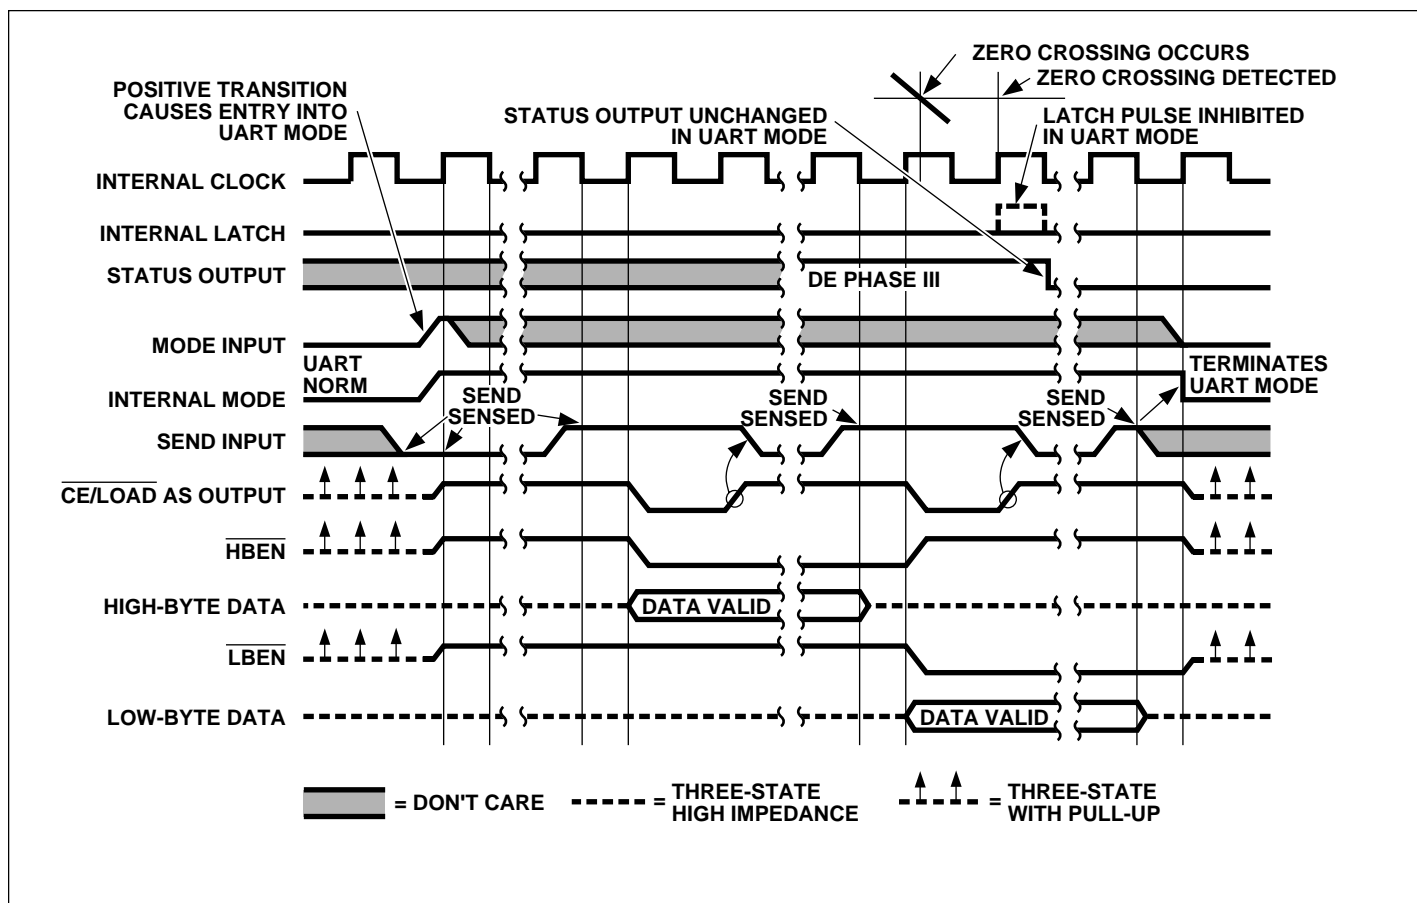 ZERO CROSSING OCCURS
ZERO CROSSING DETECTED
POSITIVE TRANSITION
CAUSES ENTRY INTO
UART MODE
STATUS OUTPUT UNCHANGED
IN UART MODE
LATCH PULSE INHIBITED
IN UART MODE
INTERNAL CLOCK
INTERNAL LATCH
STATUS OUTPUT
DE PHASE III
MODE INPUT
UART
NORM
TERMINATES
UART MODE
INTERNAL MODE
SEND
SENSED
SEND
SENSED
SEND
SENSED
SEND INPUT
CE/LOAD AS OUTPUT
HBEN
HIGH-BYTE DATA
DATA VALID
LBEN
LOW-BYTE DATA
DATA VALID
= DON'T CARE
= THREE-STATE
HIGH IMPEDANCE
= THREE-STATE
WITH PULL-UP